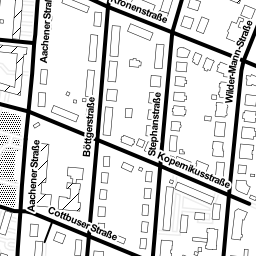 Kronenstraße
Aachener Straße
Wilder-Mann-Straße
Böttgerstraße
Stephanstraße
Kopernikusstraße
Aachener Straße
Cottbuser Straße